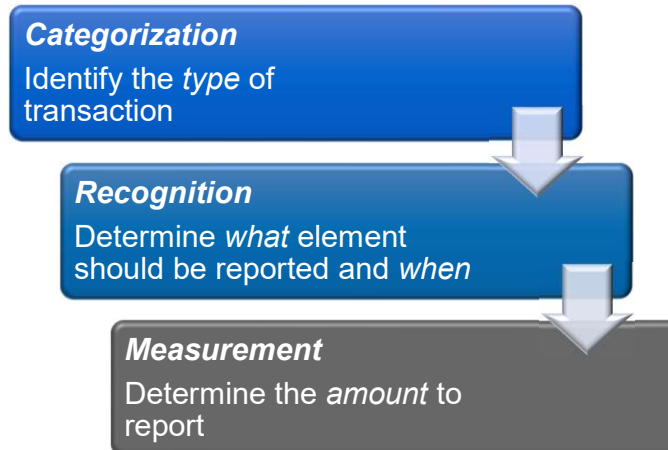 Categorization
Identify the type of
transaction
Recognition
Determine what element
should be reported and when
Measurement
Determine the amount to
report